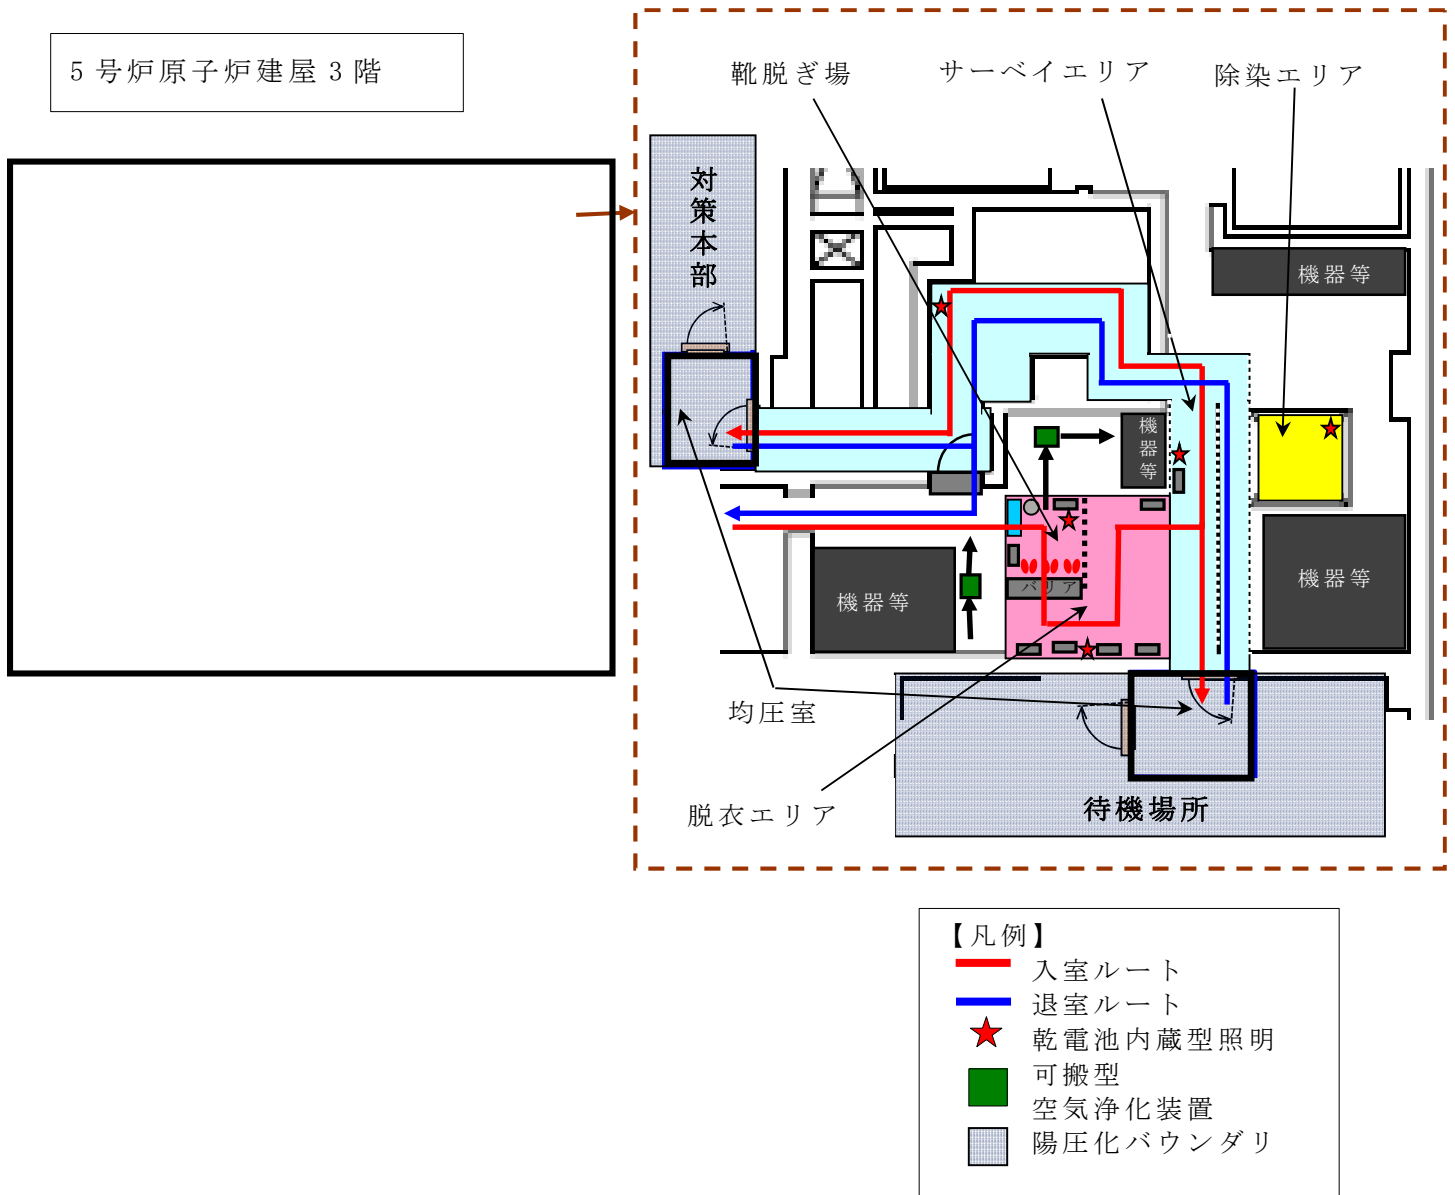 5号炉原子炉建屋3階
靴脱ぎ場
サーベイエリア
除染エリア
対策本部
機器等
機器等
バリア
機器等
機器等
均圧室
脱衣エリア
待機場所
【凡例】
入室ルート
退室ルート
乾電池内蔵型照明
可搬型
空気浄化装置
陽圧化バウンダリ